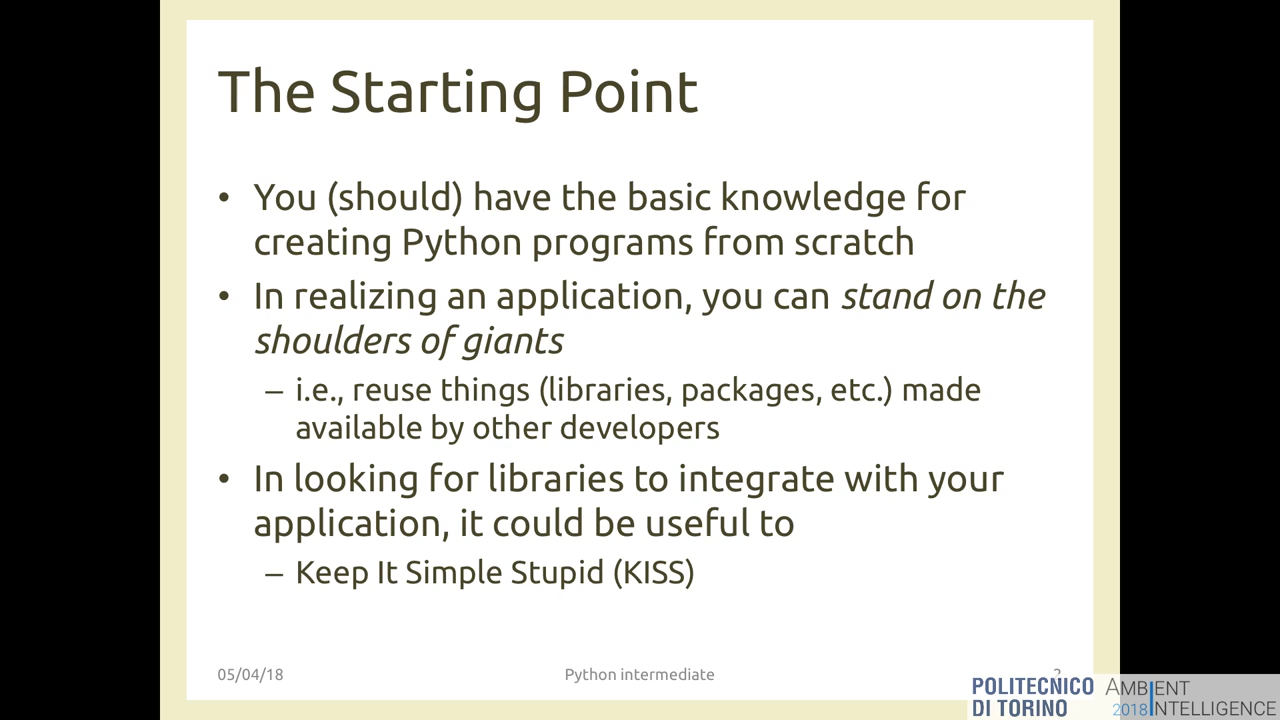 The Starting Point
• You (should) have the basic knowledge for
creating Python programs from scratch
• In realizing an application, you can stand on the
shoulders of giants
– i.e., reuse things (libraries, packages, etc.) made
available by other developers
• In looking for libraries to integrate with your
application, it could be useful to
– Keep It Simple Stupid (KISS)
05/04/18
Python intermediate
2
POLITECNICO
DI TORINO
AMBIENT
2018 INTELLIGENCE